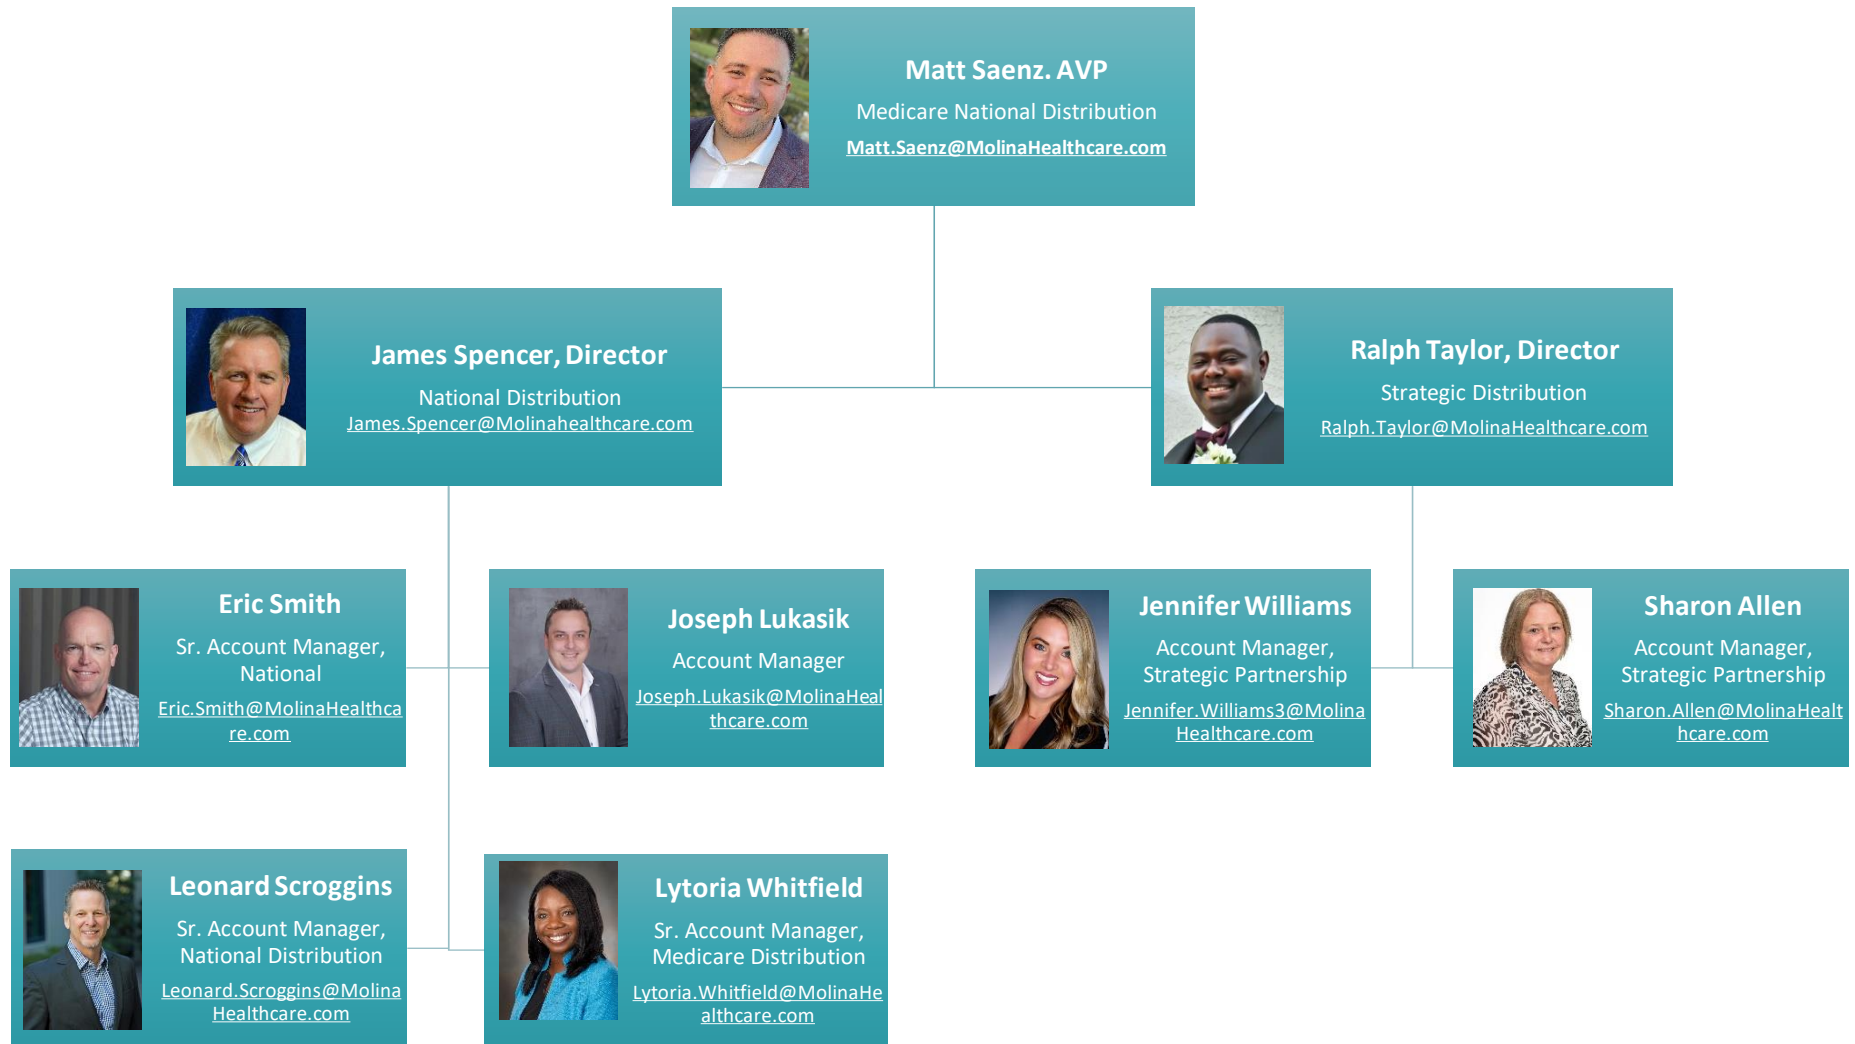 Matt Saenz. AVP
Medicare National Distribution
Matt.Saenz@MolinaHealthcare.com
James Spencer, Director
National Distribution
James.Spencer@Molinahealthcare.com
Ralph Taylor, Director
Strategic Distribution
Ralph.Taylor@MolinaHealthcare.com
Eric Smith
Sr. Account Manager,
National
Eric.Smith@MolinaHealthca
re.com
Joseph Lukasik
Account Manager
Joseph.Lukasik@MolinaHeal
thcare.com
Jennifer Williams
Account Manager,
Strategic Partnership
Jennifer.Williams3@Molina
Healthcare.com
Sharon Allen
Account Manager,
Strategic Partnership
Sharon.Allen@MolinaHealt
hcare.com
Leonard Scroggins
Sr. Account Manager,
National Distribution
Leonard.Scroggins@Molina
Healthcare.com
Lytoria Whitfield
Sr. Account Manager,
Medicare Distribution
Lytoria.Whitfield@MolinaHe
althcare.com